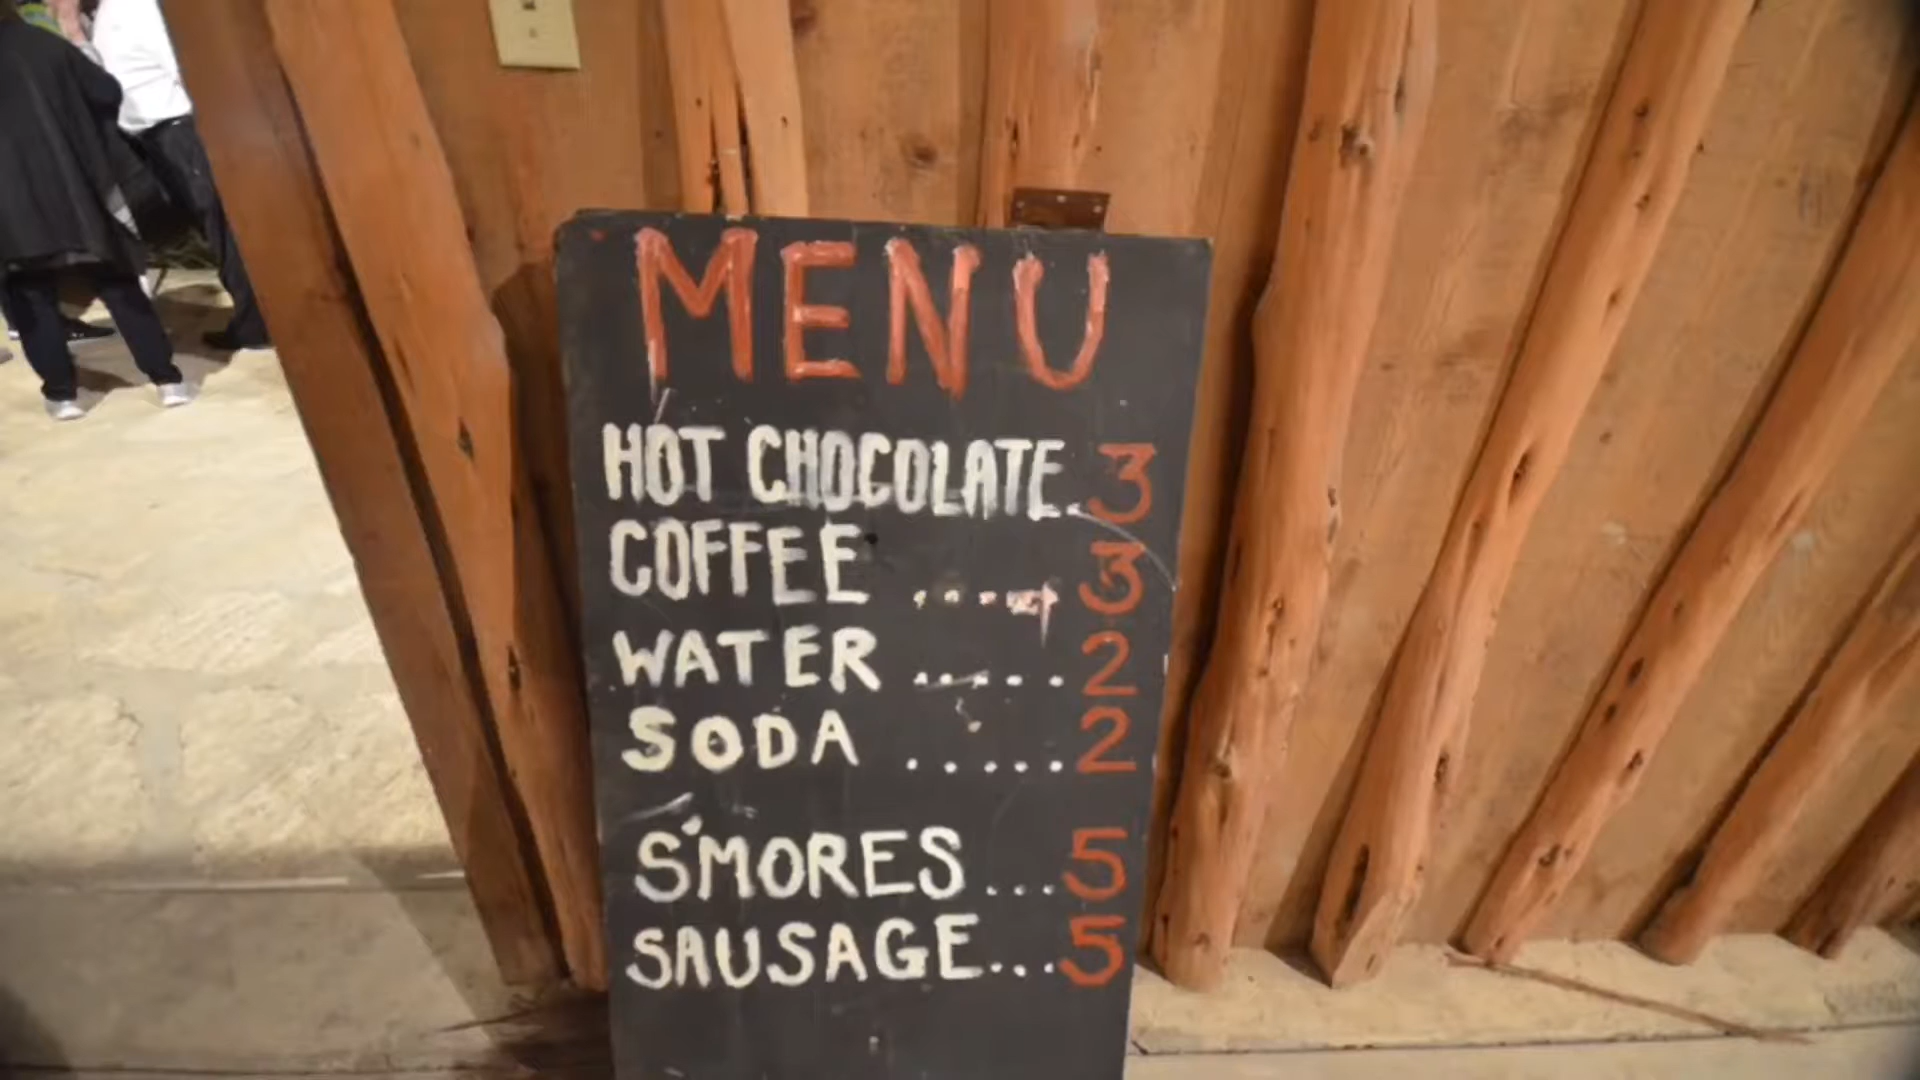 MENU
HOT CHOCOLATE. 3
COFFEE .... 3
WATER ..... 2
SODA ..... 2
S'MORES ... 5
SAUSAGE... 5